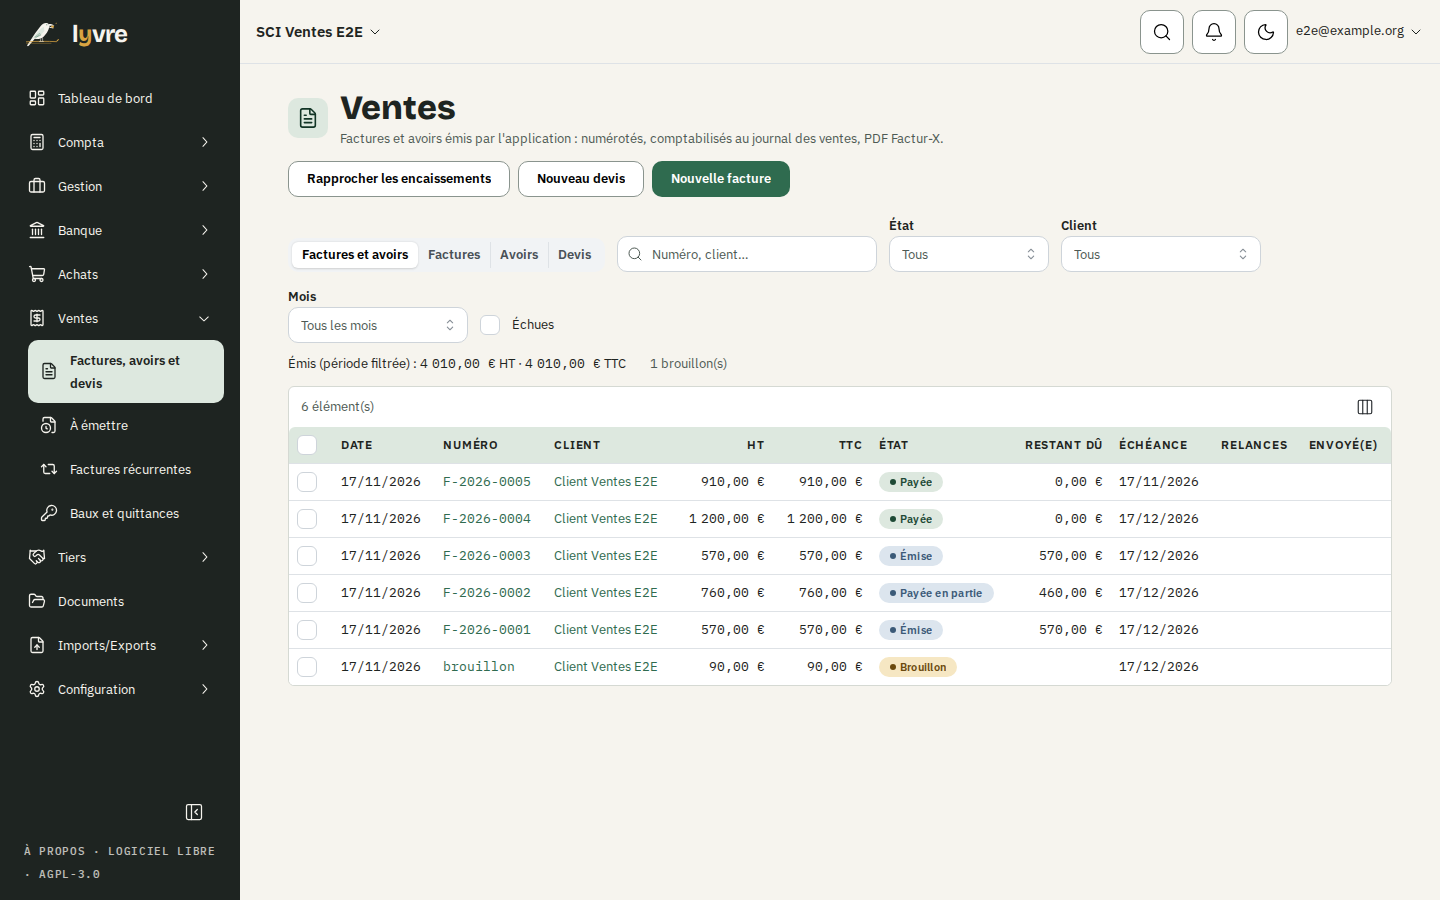 lyvre
SCI Ventes E2E
e2e@example.org
Tableau de bord
Compta
Gestion
Banque
Achats
Ventes
Factures, avoirs et
devis
À émettre
Factures récurrentes
Baux et quittances
Tiers
Documents
Imports/Exports
Configuration
À PROPOS · LOGICIEL LIBRE
· AGPL-3.0
Ventes
Factures et avoirs émis par l'application : numérotés, comptabilisés au journal des ventes, PDF Factur-X.
Rapprocher les encaissements
Nouveau devis
Nouvelle facture
État
Client
Factures et avoirs
Factures
Avoirs
Devis
Numéro, client...
Tous
Tous
Mois
Tous les mois
Échues
Émis (période filtrée) : 4 010,00 € HT · 4 010,00 € TTC 1 brouillon(s)
6 élément(s)
DATE NUMÉRO CLIENT HT TTC ÉTAT RESTANT DÛ ÉCHÉANCE RELANCES ENVOYÉ(E)
17/11/2026 F-2026-0005 Client Ventes E2E 910,00 € 910,00 € Payée 0,00 € 17/11/2026
17/11/2026 F-2026-0004 Client Ventes E2E 1 200,00 € 1 200,00 € Payée 0,00 € 17/12/2026
17/11/2026 F-2026-0003 Client Ventes E2E 570,00 € 570,00 € Émise 570,00 € 17/12/2026
17/11/2026 F-2026-0002 Client Ventes E2E 760,00 € 760,00 € Payée en partie 460,00 € 17/12/2026
17/11/2026 F-2026-0001 Client Ventes E2E 570,00 € 570,00 € Émise 570,00 € 17/12/2026
17/11/2026 brouillon Client Ventes E2E 90,00 € 90,00 € Brouillon 17/12/2026